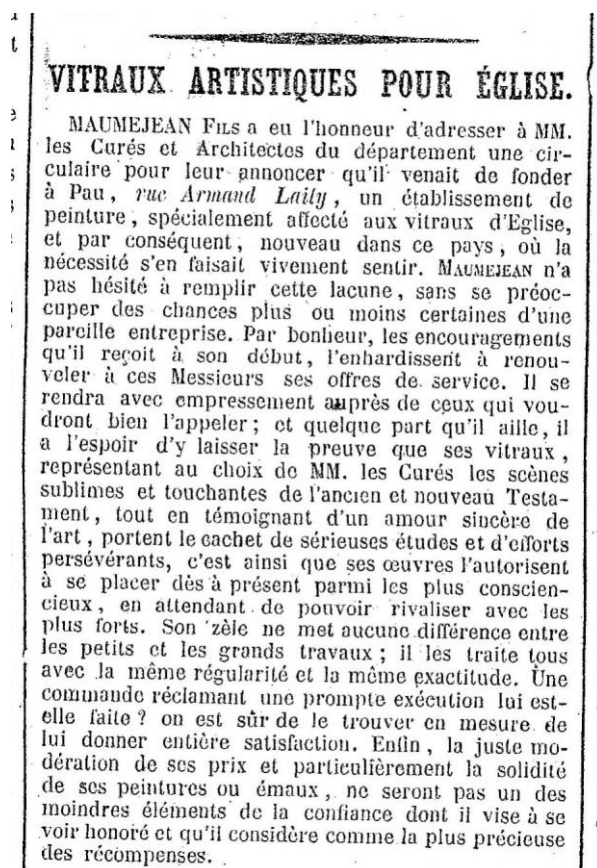 VITRAUX ARTISTIQUES POUR ÉGLISE.
MAUMEJEAN FILS a eu l'honneur d'adresser à MM.
les Curés et Architectes du département une cir-
culaire pour leur annoncer qu'il venait de fonder
à Pau, rue Armand Laity, un établissement de
peinture, spécialement affecté aux vitraux d'Eglise,
et par conséquent, nouveau dans ce pays, où la
nécessité s'en faisait vivement sentir. MAUMEJEAN n'a
pas hésité à remplir cette lacune, sans se préoc-
cuper des chances plus ou moins certaines d'une
pareille entreprise. Par bonheur, les encouragements
qu'il reçoit à son début, l'enhardissent à renou-
veler à ces Messieurs ses offres de service. Il se
rendra avec empressement auprès de ceux qui vou-
dront bien l'appeler; et quelque part qu'il aille, il
a l'espoir d'y laisser la preuve que ses vitraux,
représentant au choix de MM. les Curés les scènes
sublimes et touchantes de l'ancien et nouveau Testa-
ment, tout en témoignant d'un amour sincère de
l'art, portent le cachet de sérieuses études et d'efforts
persévérants, c'est ainsi que ses œuvres l'autorisent
à se placer dès à présent parmi les plus conscien-
cieux, en attendant de pouvoir rivaliser avec les
plus forts. Son zèle ne met aucune différence entre
les petits et les grands travaux; il les traite tous
avec la même régularité et la même exactitude. Une
commande réclamant une prompte exécution lui est-
elle faite? on est sûr de le trouver en mesure de
lui donner entière satisfaction. Enfin, la juste mo-
dération de ses prix et particulièrement la solidité
de ses peintures ou émaux, ne seront pas un des
moindres éléments de la confiance dont il vise à se
voir honoré et qu'il considère comme la plus précieuse
des récompenses.